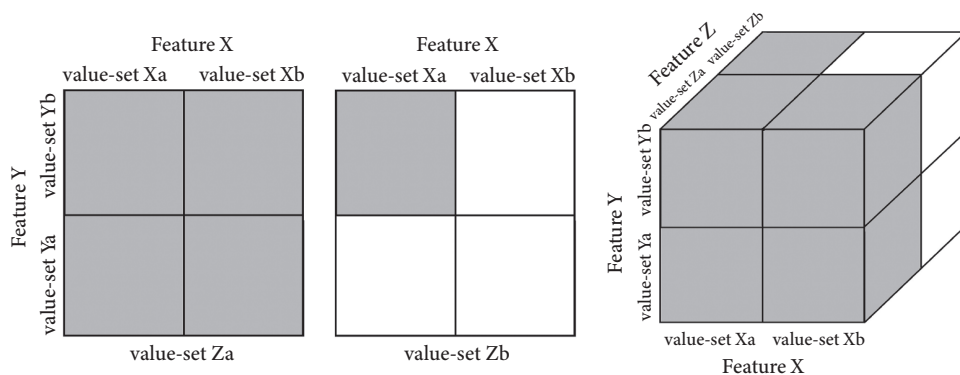 Feature X
value-set Xa value-set Xb
Feature Y
value-set Yb
value-set Ya
value-set Za
Feature X
value-set Xa value-set Xb
value-set Zb
Feature Z
value-set Zb
value-set Za
Feature Y
value-set Yb
value-set Ya
value-set Xa value-set Xb
Feature X